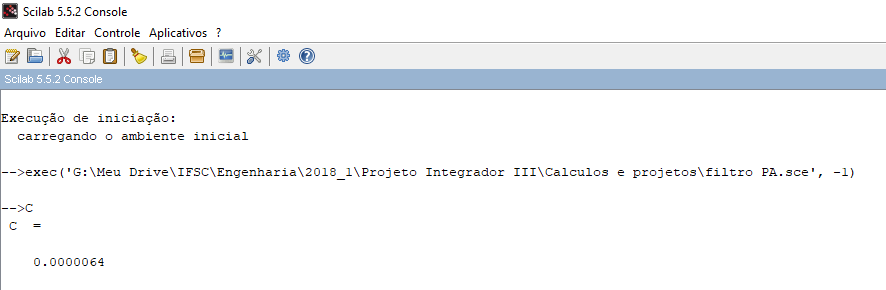 Scilab 5.5.2 Console
Arquivo Editar Controle Aplicativos ?
Scilab 5.5.2 Console
Execução de iniciação:
carregando o ambiente inicial
-->exec('G:\Meu Drive\IFSC\Engenharia\2018_1\Projeto Integrador III\Calculos e projetos\filtro PA.sce', -1)
-->C
C =
0.0000064